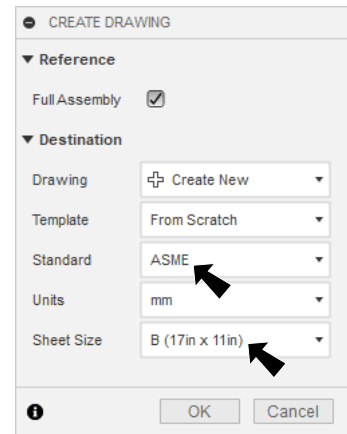 CREATE DRAWING
Reference
Full Assembly
Destination
Drawing Create New
Template From Scratch
Standard ASME
Units mm
Sheet Size B (17in x 11in)
OK Cancel